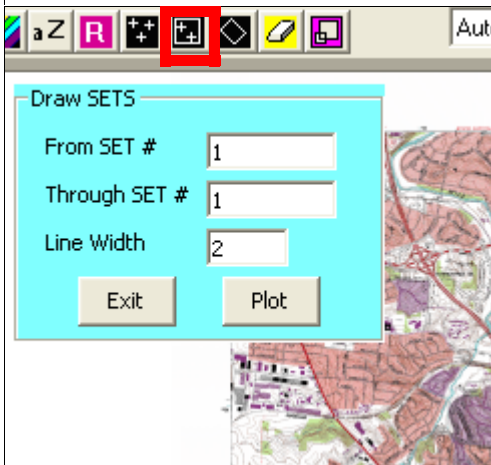 aZ R Aut
Draw SETS
From SET # 1
Through SET # 1
Line Width 2
Exit Plot